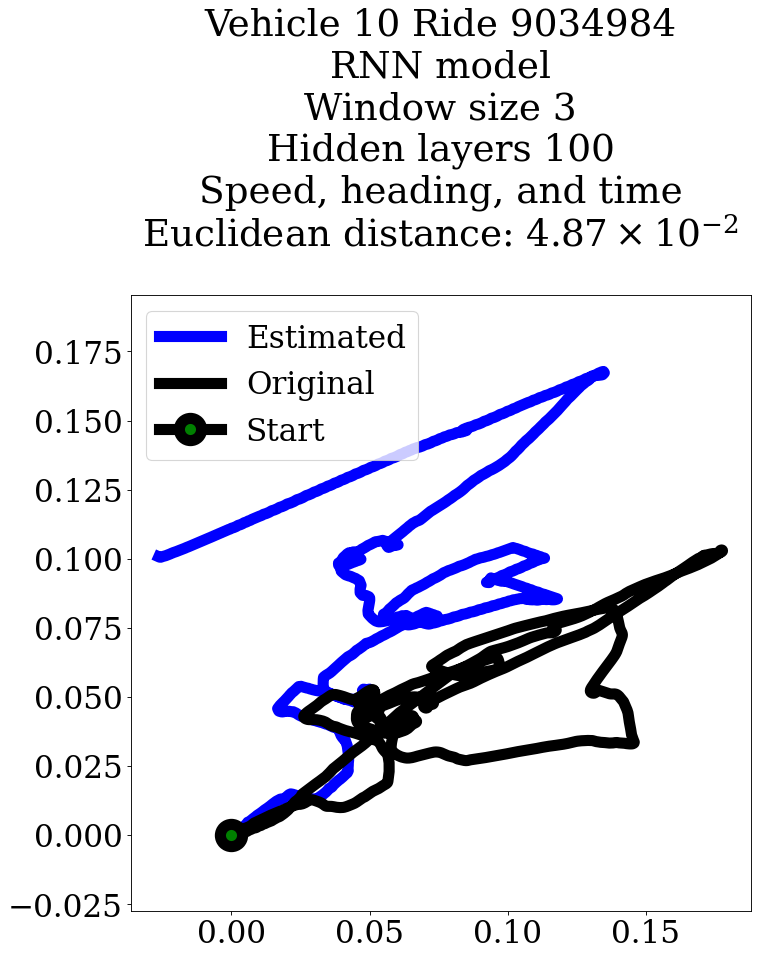 Vehicle 10 Ride 9034984
RNN model
Window size 3
Hidden layers 100
Speed, heading, and time
Euclidean distance: 4.87 × 10⁻²
Estimated
Original
Start
0.175
0.150
0.125
0.100
0.075
0.050
0.025
0.000
−0.025
0.00 0.05 0.10 0.15